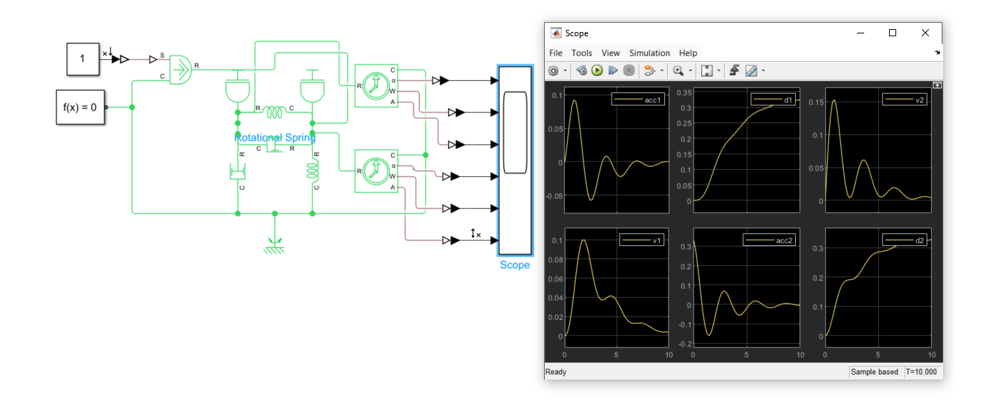 1
x
S
C
R
f(x) = 0
R
C
Rotational Spring
C
R
R
C
R
C
R
C
α
W
A
R
C
α
W
A
x
Scope
Scope
File Tools View Simulation Help
acc1
0.1
0.05
0
-0.05
d1
0.35
0.3
0.25
0.2
0.15
0.1
0.05
0
v2
0.15
0.1
0.05
0
v1
0.1
0.08
0.06
0.04
0.02
0
0 5 10
acc2
0.3
0.2
0.1
0
-0.1
-0.2
0 5 10
d2
0.3
0.2
0.1
0
0 5 10
Ready
Sample based T=10.000